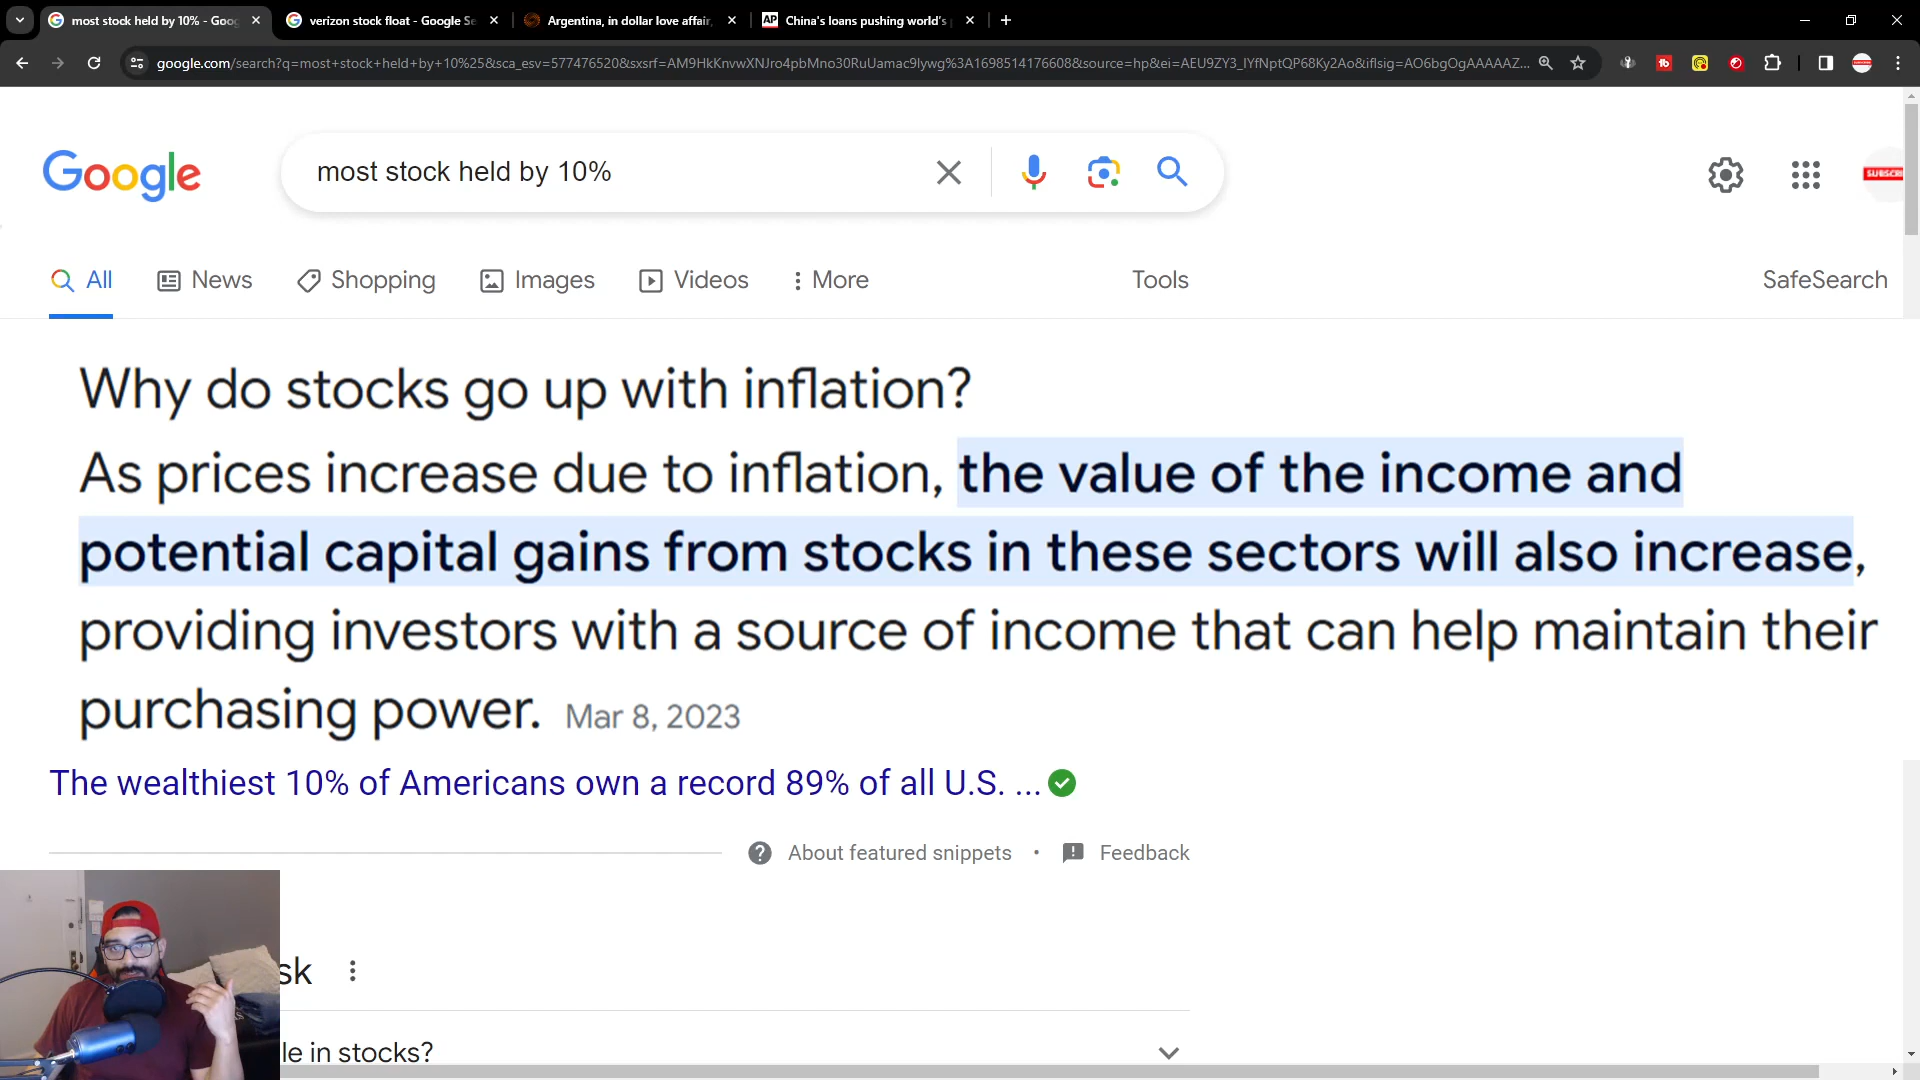 most stock held by 10% - Goog
verizon stock float - Google Se
Argentina, in dollar love affair,
AP China's loans pushing world's
google.com/search?q=most+stock+held+by+10%25&sca_esv=577476520&sxsrf=AM9HkKnvwXNJro4pbMno30RuUamac9lywg%3A1698514176608&source=hp&ei=AEU9ZY3_IYfNptQP68Ky2Ao&iflsig=AO6bgOgAAAAAZ...
Google
most stock held by 10%
SUBSCRI
All
News
Shopping
Images
Videos
More
Tools
SafeSearch
Why do stocks go up with inflation?
As prices increase due to inflation, the value of the income and
potential capital gains from stocks in these sectors will also increase,
providing investors with a source of income that can help maintain their
purchasing power. Mar 8, 2023
The wealthiest 10% of Americans own a record 89% of all U.S. ...
About featured snippets • Feedback
sk
le in stocks?